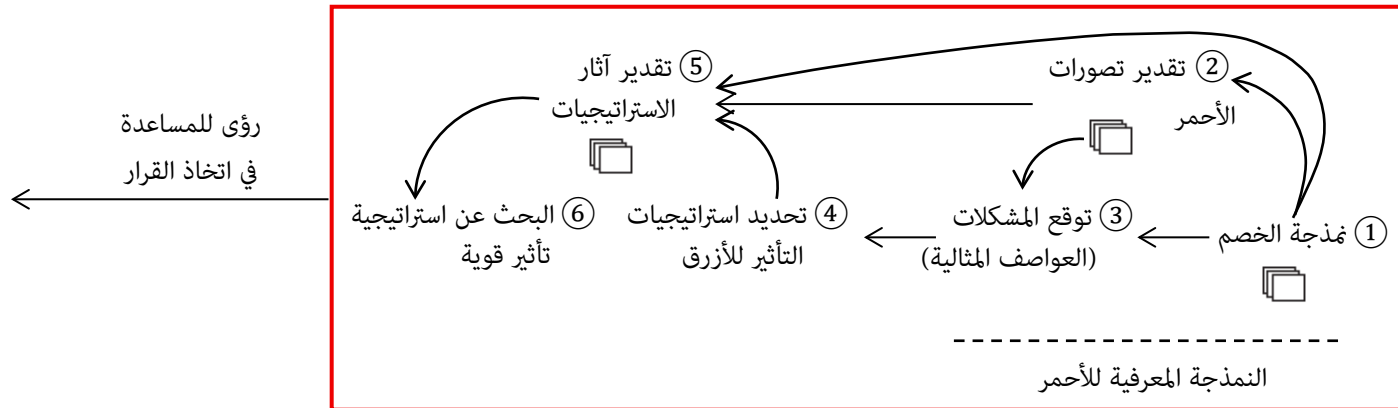 ① نمذجة الخصم
② تقدير تصورات
الأحمر
③ توقع المشكلات
(العواصف المثالية)
④ تحديد استراتيجيات
التأثير للأزرق
⑤ تقدير آثار
الاستراتيجيات
⑥ البحث عن استراتيجية
تأثير قوية
رؤى للمساعدة
في اتخاذ القرار
النمذجة المعرفية للأحمر